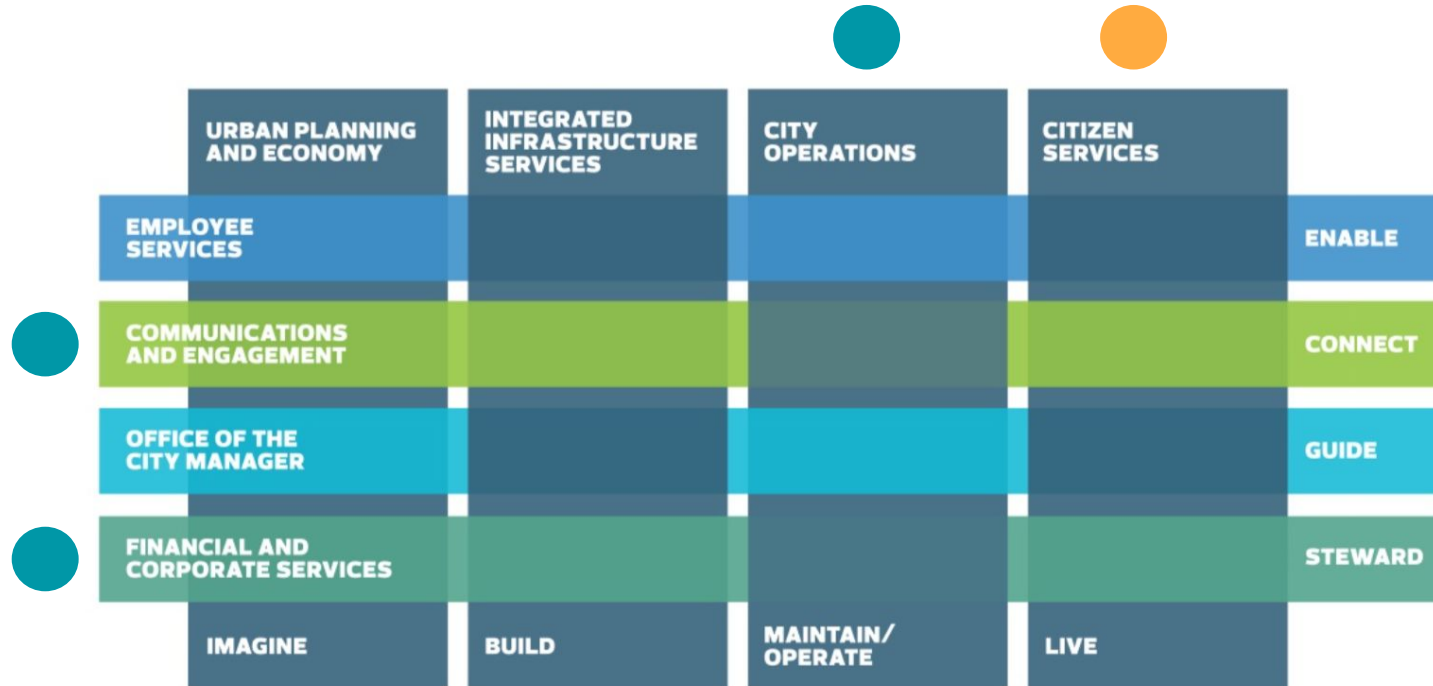 URBAN PLANNING
AND ECONOMY
INTEGRATED
INFRASTRUCTURE
SERVICES
CITY
OPERATIONS
CITIZEN
SERVICES
EMPLOYEE
SERVICES
ENABLE
COMMUNICATIONS
AND ENGAGEMENT
CONNECT
OFFICE OF THE
CITY MANAGER
GUIDE
FINANCIAL AND
CORPORATE SERVICES
STEWARD
IMAGINE
BUILD
MAINTAIN/
OPERATE
LIVE